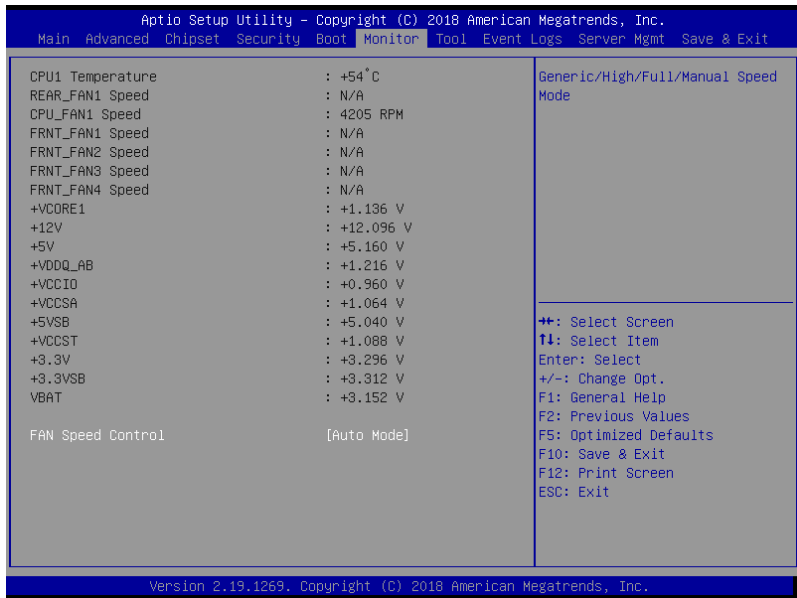 Aptio Setup Utility – Copyright (C) 2018 American Megatrends, Inc.
Main Advanced Chipset Security Boot Monitor Tool Event Logs Server Mgmt Save & Exit
CPU1 Temperature : +54°C
REAR_FAN1 Speed : N/A
CPU_FAN1 Speed : 4205 RPM
FRNT_FAN1 Speed : N/A
FRNT_FAN2 Speed : N/A
FRNT_FAN3 Speed : N/A
FRNT_FAN4 Speed : N/A
+VCORE1 : +1.136 V
+12V : +12.096 V
+5V : +5.160 V
+VDDQ_AB : +1.216 V
+VCCIO : +0.960 V
+VCCSA : +1.064 V
+5VSB : +5.040 V
+VCCST : +1.088 V
+3.3V : +3.296 V
+3.3VSB : +3.312 V
VBAT : +3.152 V
FAN Speed Control [Auto Mode]
Generic/High/Full/Manual Speed
Mode
→←: Select Screen
↑↓: Select Item
Enter: Select
+/-: Change Opt.
F1: General Help
F2: Previous Values
F5: Optimized Defaults
F10: Save & Exit
F12: Print Screen
ESC: Exit
Version 2.19.1269. Copyright (C) 2018 American Megatrends, Inc.